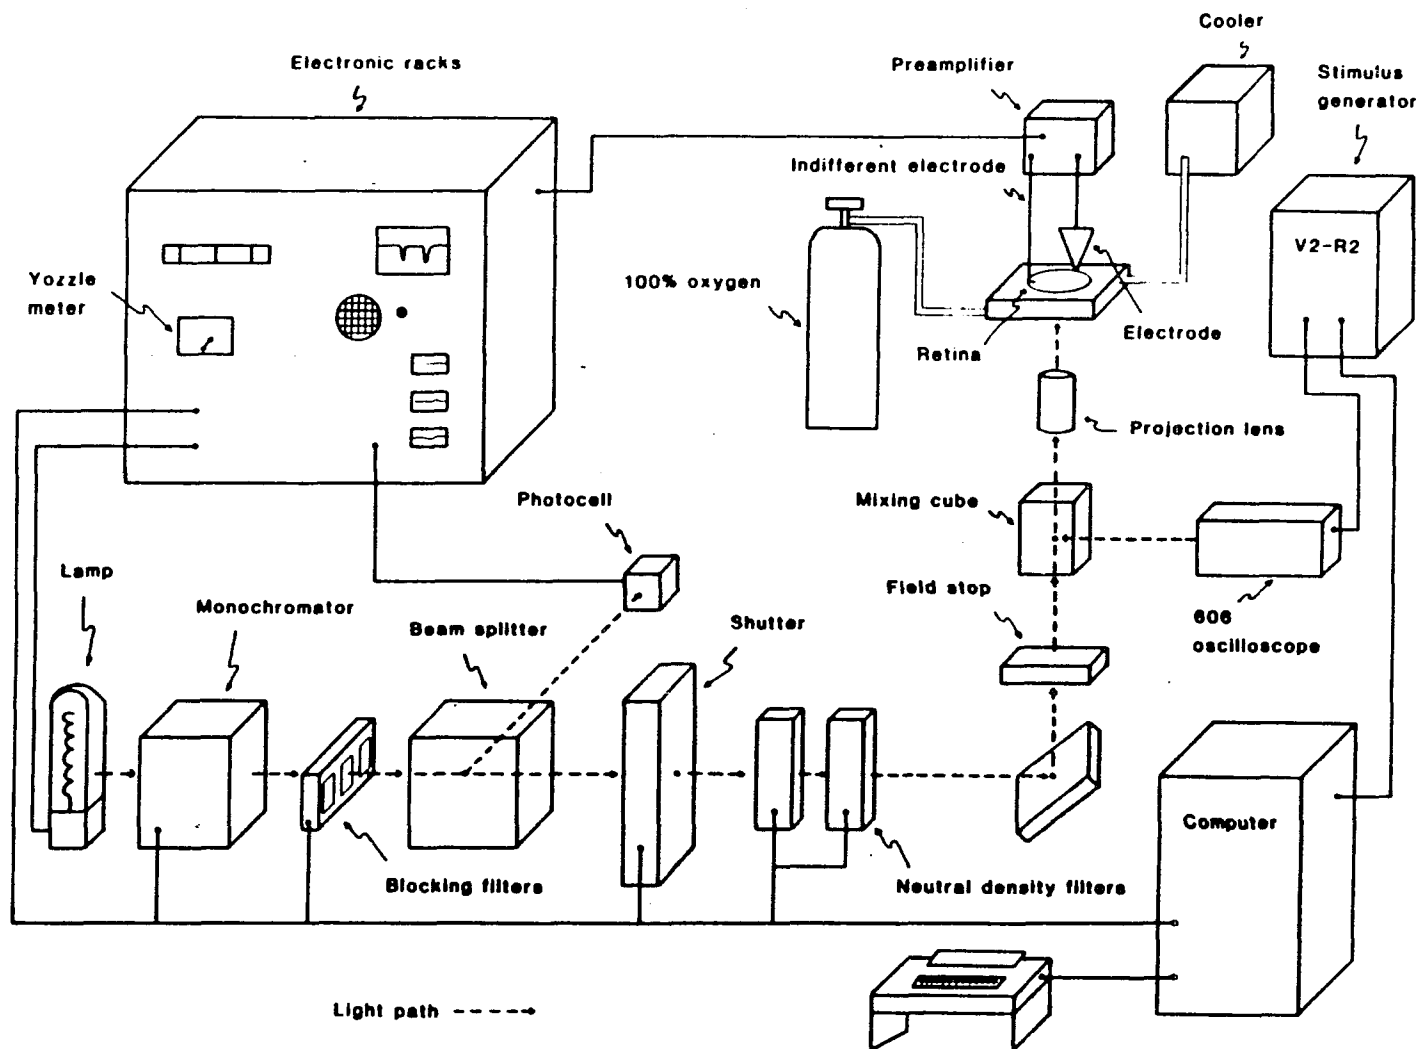 Cooler
Electronic racks
Preamplifier
Stimulus
generator
Indifferent electrode
V2-R2
Yozzle
meter
100% oxygen
Electrode
Retina
Projection lens
Photocell
Mixing cube
Lamp
Field stop
Monochromator
606
oscilloscope
Beam splitter
Shutter
Computer
Blocking filters
Neutral density filters
Light path